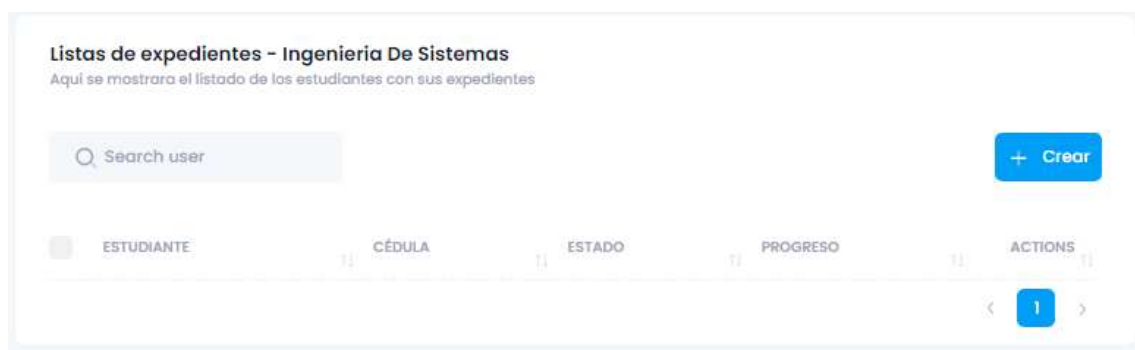 Listas de expedientes - Ingenieria De Sistemas
Aqui se mostrara el listado de los estudiantes con sus expedientes
Search user
+ Crear
ESTUDIANTE CÉDULA ESTADO PROGRESO ACTIONS
< 1 >